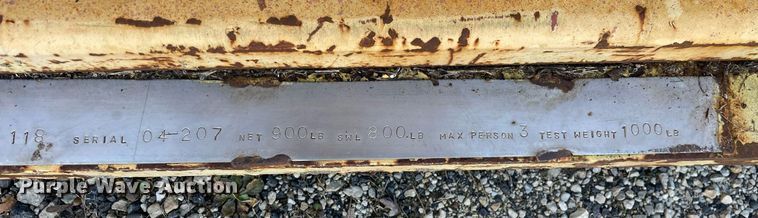 118 SERIAL 04-207 NET 900LB SWL 800LB MAX PERSON 3 TEST WEIGHT 1000LB
Purple Wave Auction